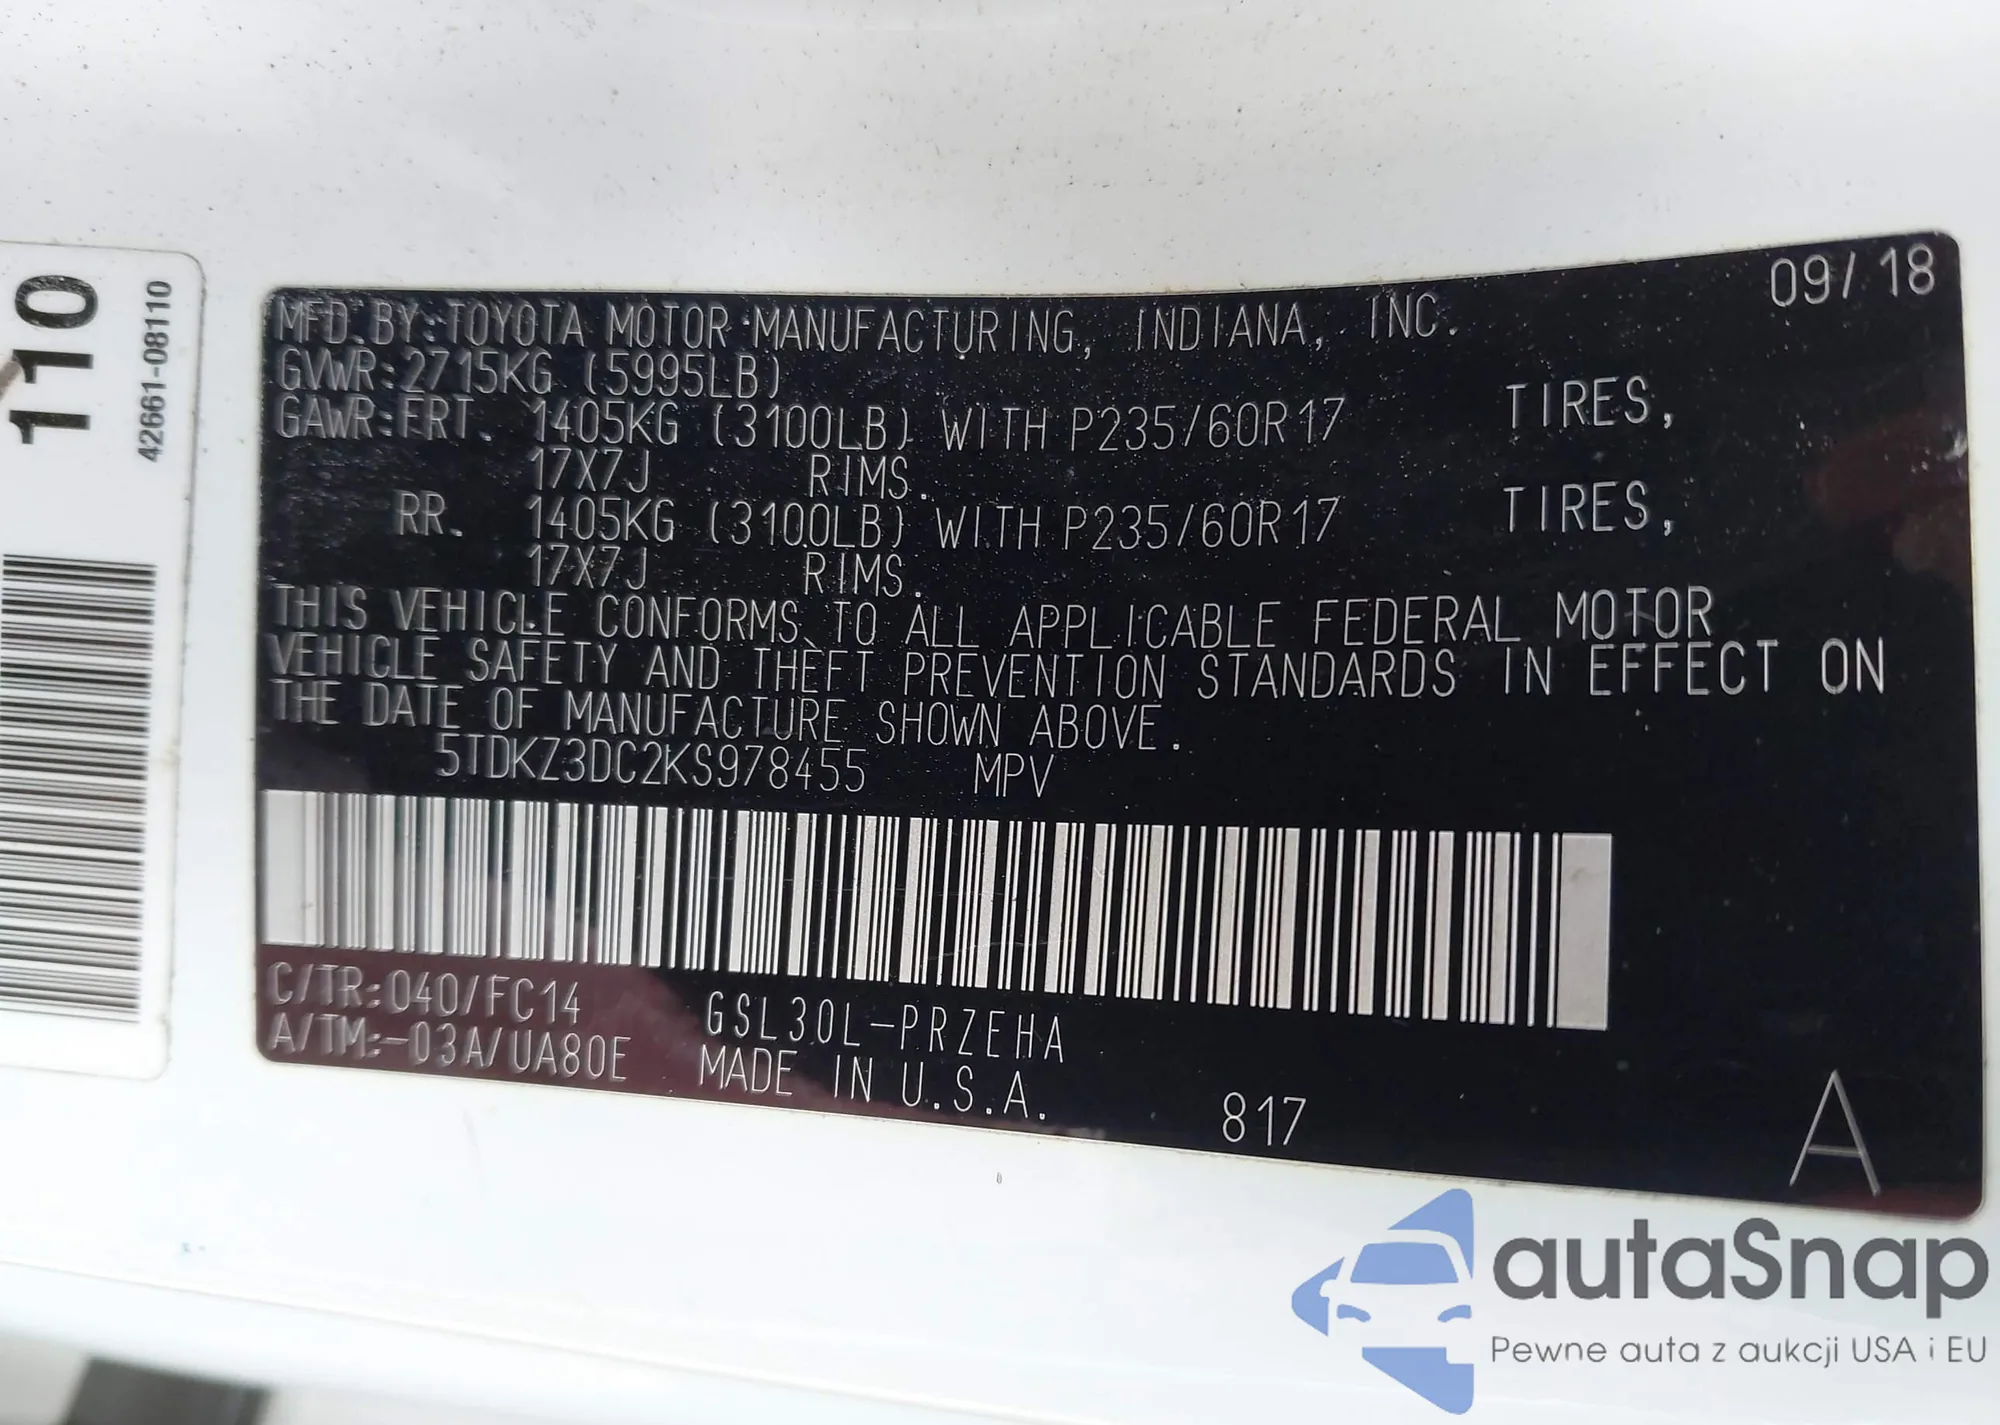 110
42661-08110
09/18
MFD.BY:TOYOTA MOTOR MANUFACTURING, INDIANA, INC.
GVWR:2715KG (5995LB)
GAWR:FRT. 1405KG (3100LB) WITH P235/60R17 TIRES,
17X7J RIMS.
RR. 1405KG (3100LB) WITH P235/60R17 TIRES,
17X7J RIMS.
THIS VEHICLE CONFORMS TO ALL APPLICABLE FEDERAL MOTOR
VEHICLE SAFETY AND THEFT PREVENTION STANDARDS IN EFFECT ON
THE DATE OF MANUFACTURE SHOWN ABOVE.
5TDKZ3DC2KS978455 MPV
C/TR:040/FC14 GSL30L-PRZEHA
A/TM:-03A/UA80E MADE IN U.S.A.
817
A
autaSnap
Pewne auta z aukcji USA i EU